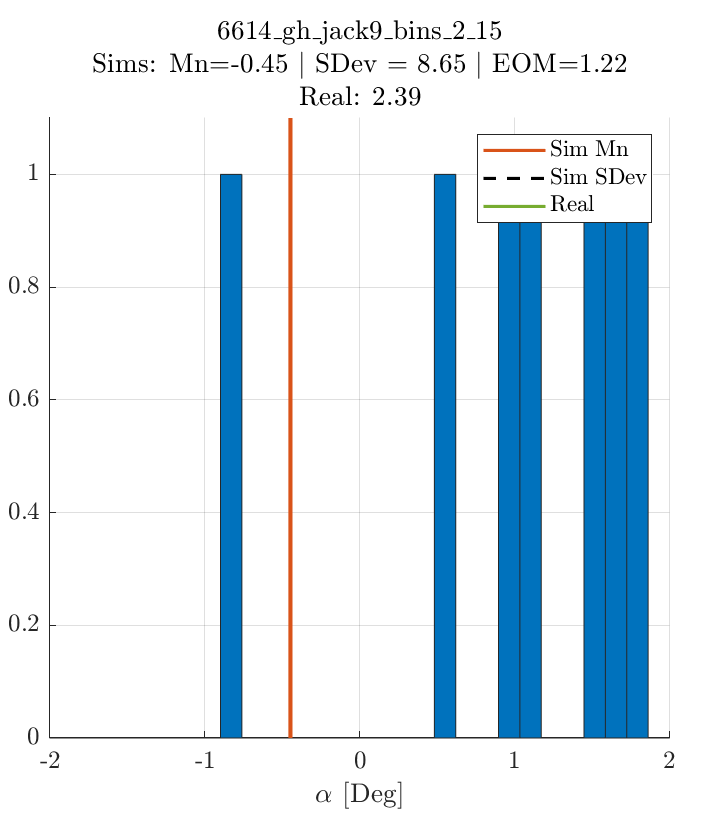 6614_gh_jack9_bins_2_15
Sims: Mn=-0.45 | SDev = 8.65 | EOM=1.22
Real: 2.39
Sim Mn
Sim SDev
Real
1
0.8
0.6
0.4
0.2
0
-2 -1 0 1 2
α [Deg]